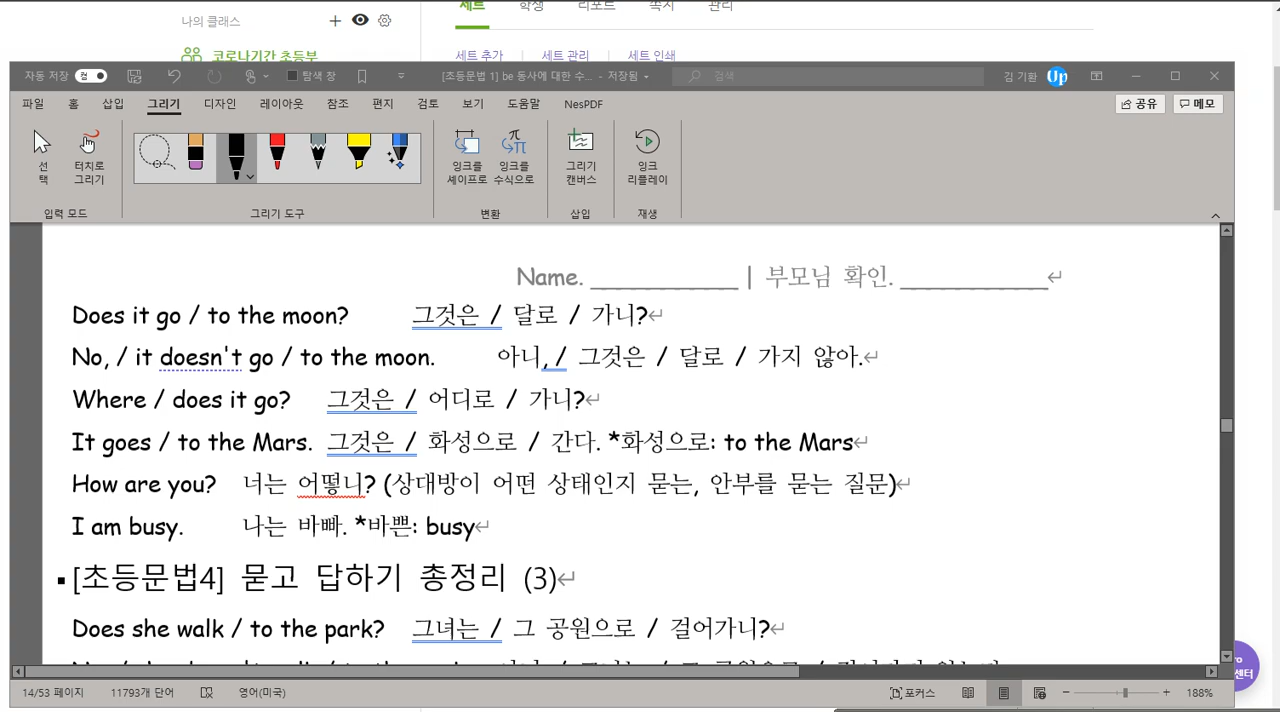 나의 클래스
세트 학생 리포트 쪽지 관리
코로나기간 초등부
세트 추가 | 세트 관리 | 세트 인쇄
자동 저장 켬 탐색 창 [초등문법 1] be 동사에 대한 수... - 저장됨 검색 김 기환 Up
파일 홈 삽입 그리기 디자인 레이아웃 참조 편지 검토 보기 도움말 NesPDF 공유 메모
선택
터치로 그리기
잉크를 셰이프로
잉크를 수식으로
그리기 캔버스
잉크 리플레이
입력 모드 그리기 도구 변환 삽입 재생
Name. ____________ | 부모님 확인. ____________↵
Does it go / to the moon? 그것은 / 달로 / 가니?↵
No, / it doesn't go / to the moon. 아니, / 그것은 / 달로 / 가지 않아.↵
Where / does it go? 그것은 / 어디로 / 가니?↵
It goes / to the Mars. 그것은 / 화성으로 / 간다. *화성으로: to the Mars↵
How are you? 너는 어떻니? (상대방이 어떤 상태인지 묻는, 안부를 묻는 질문)↵
I am busy. 나는 바빠. *바쁜: busy↵
▪ [초등문법4] 묻고 답하기 총정리 (3)↵
Does she walk / to the park? 그녀는 / 그 공원으로 / 걸어가니?↵
센터
14/53 페이지 11793개 단어 영어(미국) 포커스 188%